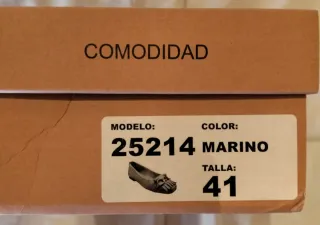 COMODIDAD
MODELO: COLOR:
25214 MARINO
TALLA:
41